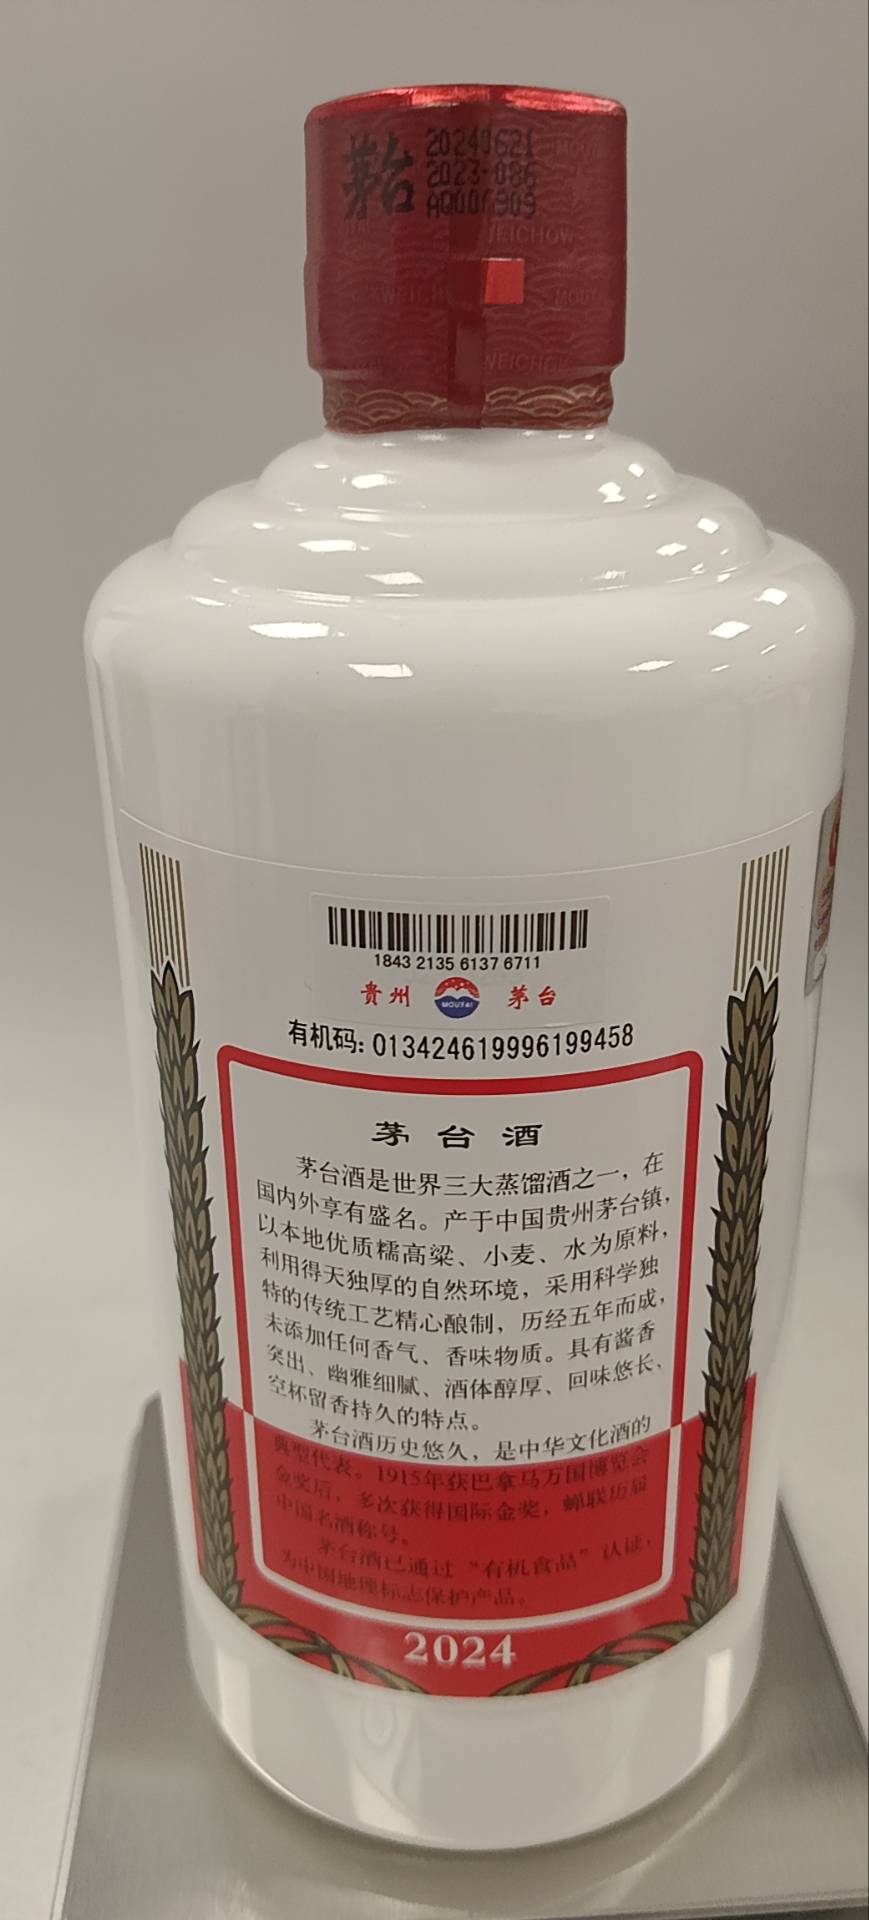 茅台
20240621
2023-086
AQ006909
1843 2135 6137 6711
贵州 MOUTAI 茅台
有机码: 013424619996199458
茅台酒
茅台酒是世界三大蒸馏酒之一，在
国内外享有盛名。产于中国贵州茅台镇，
以本地优质糯高粱、小麦、水为原料，
利用得天独厚的自然环境，采用科学独
特的传统工艺精心酿制，历经五年而成，
未添加任何香气、香味物质。具有酱香
突出、幽雅细腻、酒体醇厚、回味悠长、
空杯留香持久的特点。
茅台酒历史悠久，是中华文化酒的
典型代表。1915年获巴拿马万国博览会
金奖后，多次获得国际金奖，蝉联历届
中国名酒称号。
茅台酒已通过“有机食品”认证，
为中国地理标志保护产品。
2024